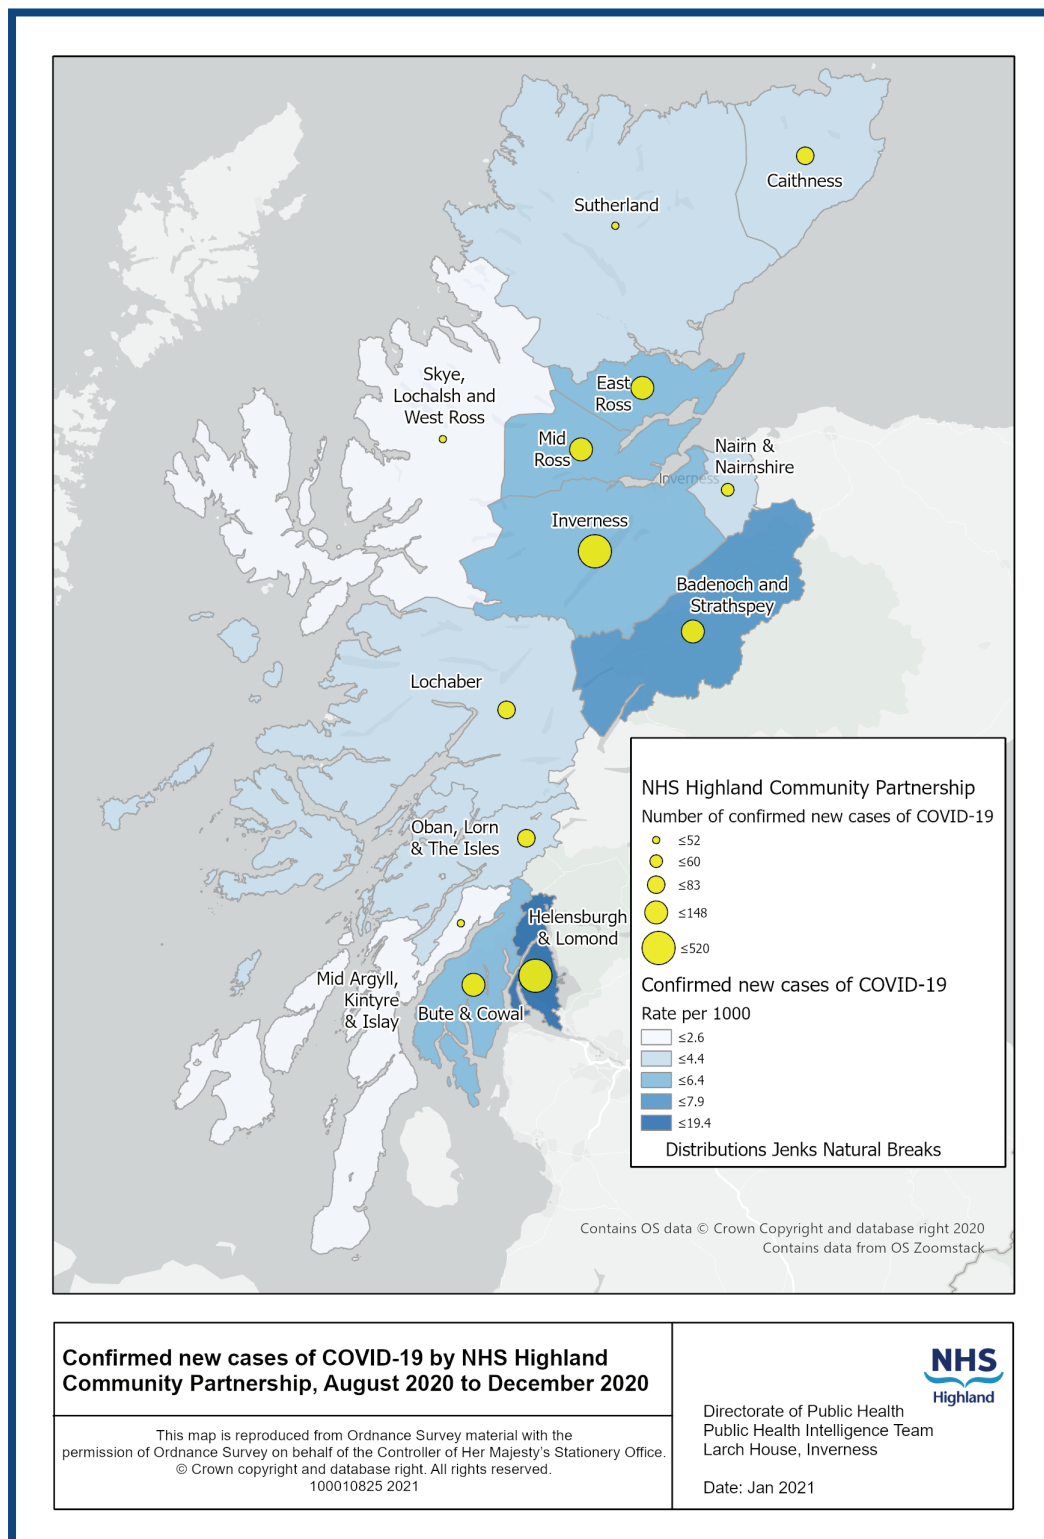 Caithness
Sutherland
Skye,
Lochalsh and
West Ross
East
Ross
Mid
Ross
Nairn &
Nairnshire
Inverness
Inverness
Badenoch and
Strathspey
Lochaber
Oban, Lorn
& The Isles
Helensburgh
& Lomond
Mid Argyll,
Kintyre
& Islay
Bute & Cowal
NHS Highland Community Partnership
Number of confirmed new cases of COVID-19
≤52
≤60
≤83
≤148
≤520
Confirmed new cases of COVID-19
Rate per 1000
≤2.6
≤4.4
≤6.4
≤7.9
≤19.4
Distributions Jenks Natural Breaks
Contains OS data © Crown Copyright and database right 2020
Contains data from OS Zoomstack
Confirmed new cases of COVID-19 by NHS Highland
Community Partnership, August 2020 to December 2020
This map is reproduced from Ordnance Survey material with the
permission of Ordnance Survey on behalf of the Controller of Her Majesty's Stationery Office.
© Crown copyright and database right. All rights reserved.
100010825 2021
NHS
Highland
Directorate of Public Health
Public Health Intelligence Team
Larch House, Inverness
Date: Jan 2021